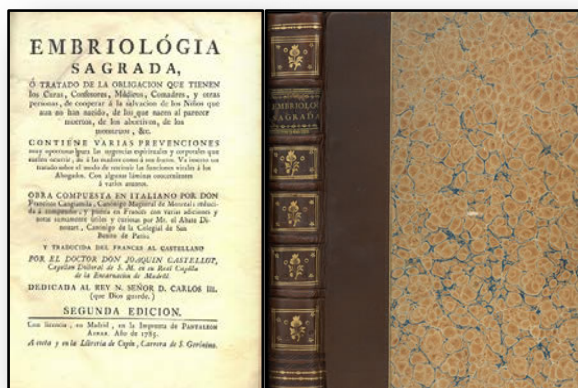 EMBRIOLÓGIA
SAGRADA,
Ó TRATADO DE LA OBLIGACION QUE TIENEN
los Curas, Confesores, Médicos, Comadres, y otras
personas, de cooperar á la salvacion de los Niños que
aun no han nacido, de los que nacen al parecer
muertos, de los abortivos, de los
monstruos, &c.
CONTIENE VARIAS PREVENCIONES
muy oportunas para las urgencias espirituales y corporales que
suelen ocurrir, de á las madres como á sus frutos. Va inserto un
tratado sobre el modo de restituir las funciones vitales á los
Ahogados. Con algunas láminas concernientes
á varios asuntos.
OBRA COMPUESTA EN ITALIANO POR DON
Francisco Cangiamila, Canónigo Magistral de Monreal: reduci-
da á compendio, y puesta en Frances con varias adiciones y
notas sumamente útiles y curiosas por Mr. el Abate Di-
nouart, Canónigo de la Colegial de San
Benito de Paris.
Y TRADUCIDA DEL FRANCES AL CASTELLANO
POR EL DOCTOR DON JOAQUIN CASTELLOT,
Capellan Doctoral de S. M. en su Real Capilla
de la Encarnacion de Madrid.
DEDICADA AL REY N. SEÑOR D. CARLOS III.
(que Dios guarde.)
SEGUNDA EDICION.
Con licencia, en Madrid, en la Imprenta de PANTALEON
AZNAR. Año de 1785.
A costa y en la Libreria de Copin, Carrera de S. Gerónimo.
EMBRIOLOG
SAGRADA